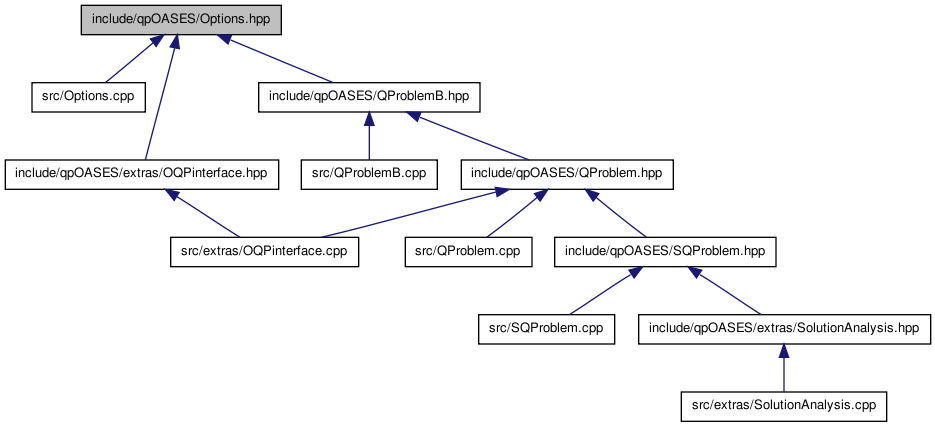 include/qpOASES/Options.hpp
src/Options.cpp
include/qpOASES/QProblemB.hpp
include/qpOASES/extras/OQPinterface.hpp
src/QProblemB.cpp
include/qpOASES/QProblem.hpp
src/extras/OQPinterface.cpp
src/QProblem.cpp
include/qpOASES/SQProblem.hpp
src/SQProblem.cpp
include/qpOASES/extras/SolutionAnalysis.hpp
src/extras/SolutionAnalysis.cpp